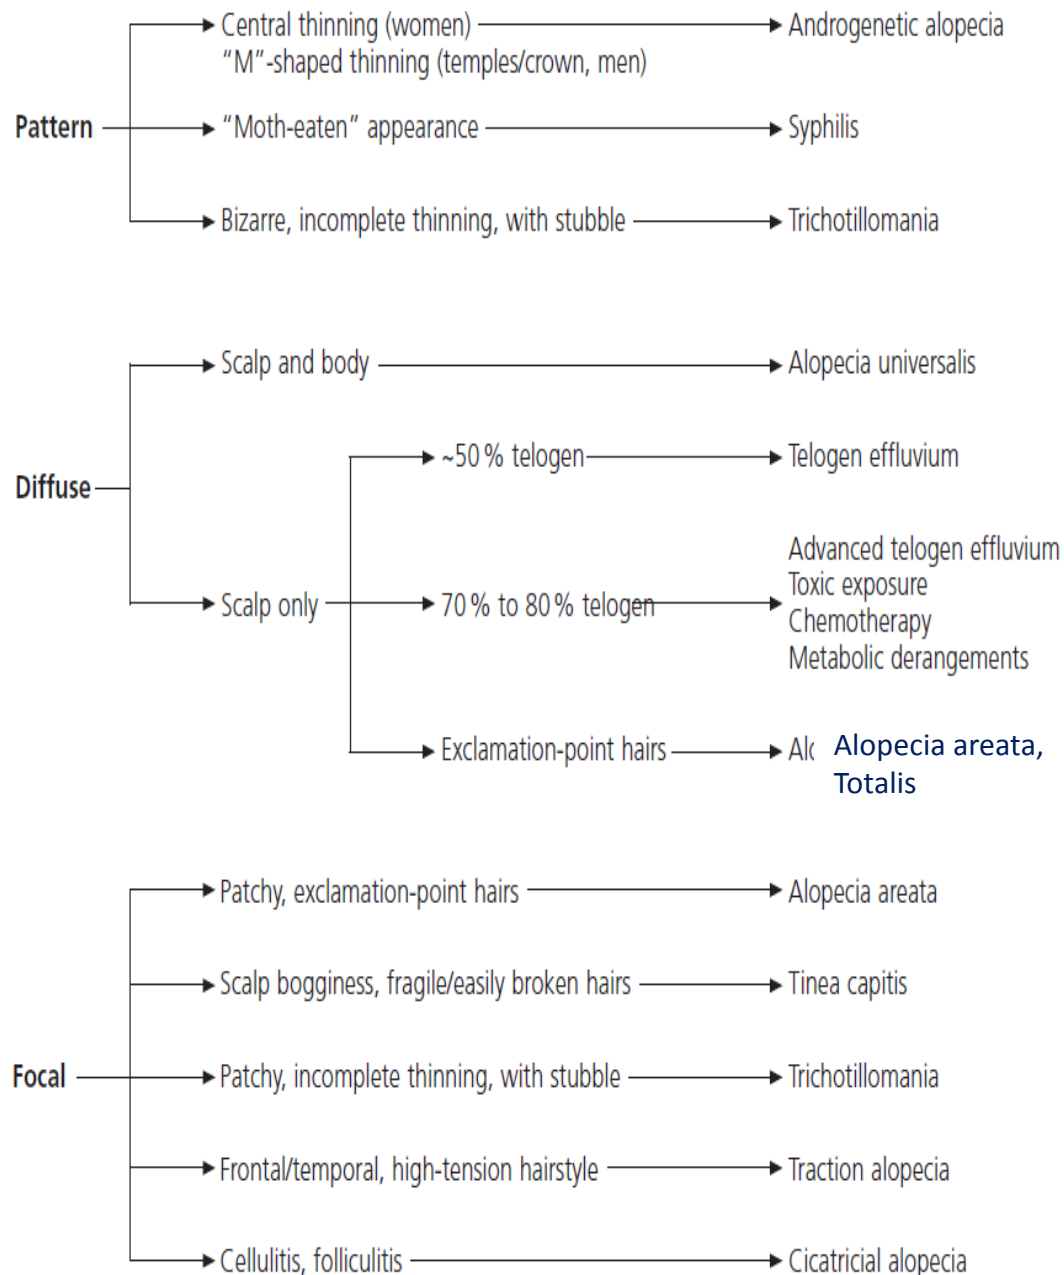 Central thinning (women)
Androgenetic alopecia
“M”-shaped thinning (temples/crown, men)
Pattern
“Moth-eaten” appearance
Syphilis
Bizarre, incomplete thinning, with stubble
Trichotillomania
Scalp and body
Alopecia universalis
~50 % telogen
Telogen effluvium
Diffuse
Advanced telogen effluvium
Toxic exposure
Scalp only
70 % to 80 % telogen
Chemotherapy
Metabolic derangements
Exclamation-point hairs
Alopecia areata,
Totalis
Patchy, exclamation-point hairs
Alopecia areata
Scalp bogginess, fragile/easily broken hairs
Tinea capitis
Focal
Patchy, incomplete thinning, with stubble
Trichotillomania
Frontal/temporal, high-tension hairstyle
Traction alopecia
Cellulitis, folliculitis
Cicatricial alopecia